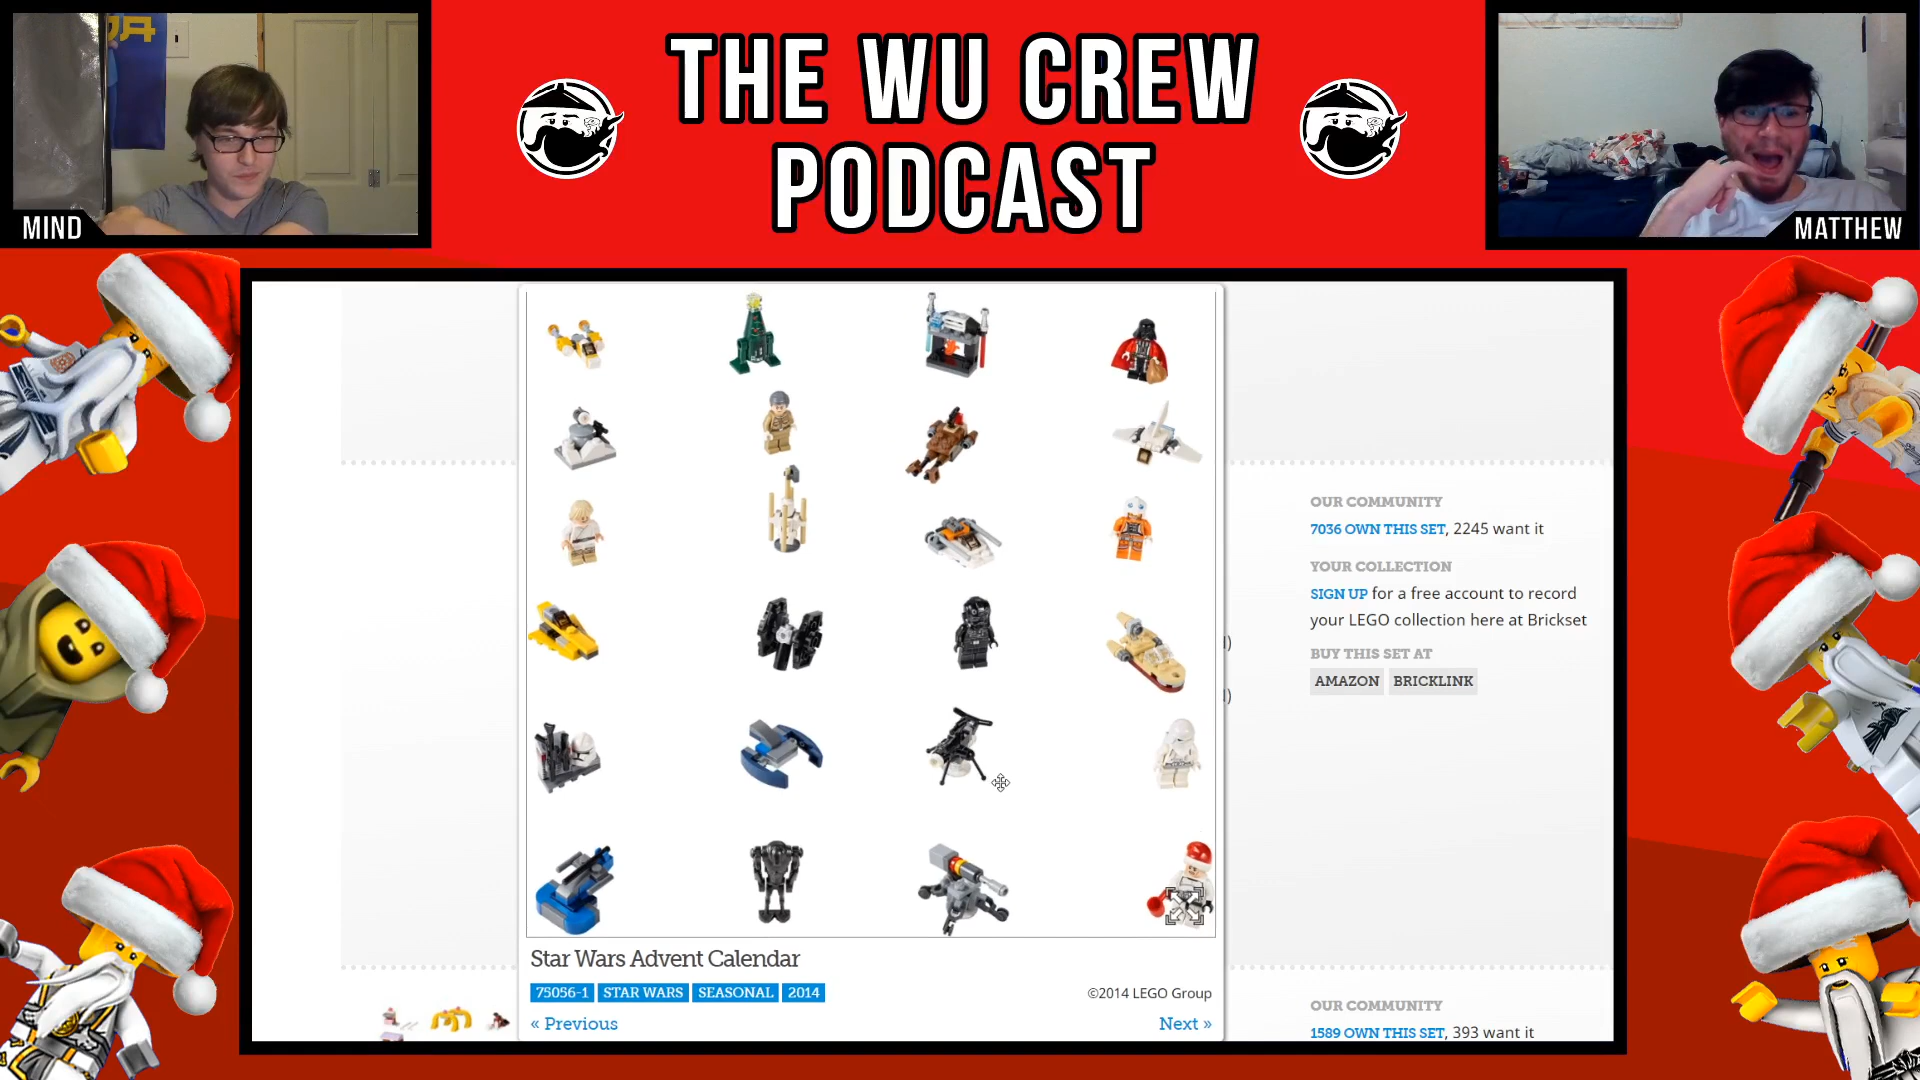 THE WU CREW
PODCAST
MIND
MATTHEW
OUR COMMUNITY
7036 OWN THIS SET, 2245 want it
YOUR COLLECTION
SIGN UP for a free account to record
your LEGO collection here at Brickset
BUY THIS SET AT
AMAZON BRICKLINK
Star Wars Advent Calendar
75056-1 STAR WARS SEASONAL 2014
©2014 LEGO Group
« Previous
Next »
OUR COMMUNITY
1589 OWN THIS SET, 393 want it